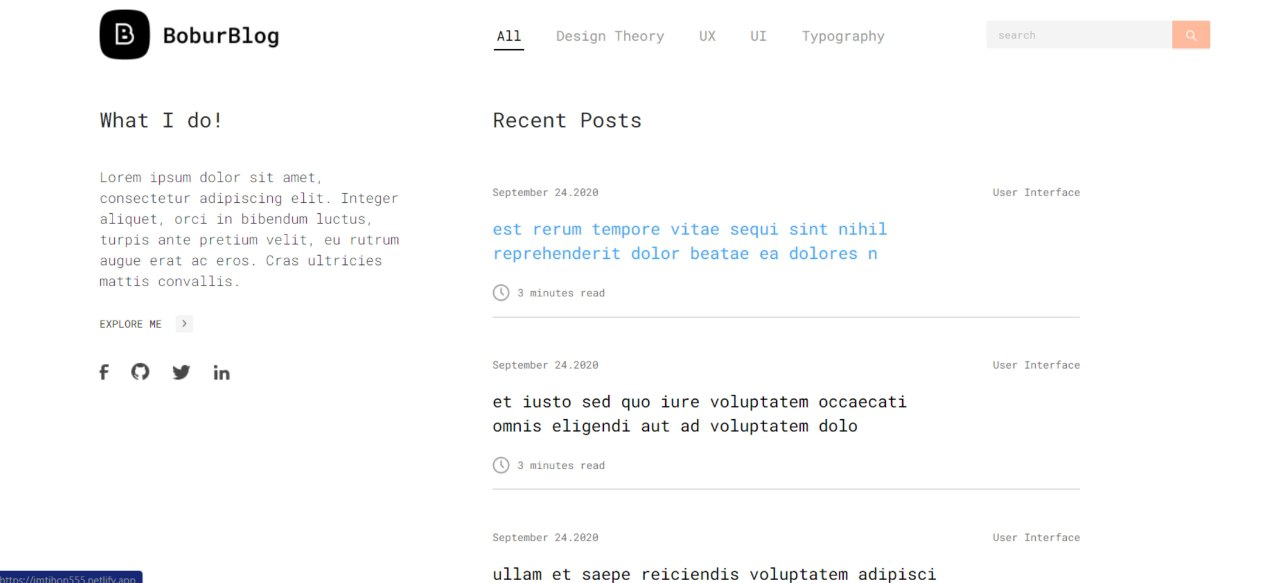 B BoburBlog
All Design Theory UX UI Typography
search
What I do!
Lorem ipsum dolor sit amet,
consectetur adipiscing elit. Integer
aliquet, orci in bibendum luctus,
turpis ante pretium velit, eu rutrum
augue erat ac eros. Cras ultricies
mattis convallis.
EXPLORE ME
f in
Recent Posts
September 24.2020 User Interface
est rerum tempore vitae sequi sint nihil
reprehenderit dolor beatae ea dolores n
3 minutes read
September 24.2020 User Interface
et iusto sed quo iure voluptatem occaecati
omnis eligendi aut ad voluptatem dolo
3 minutes read
September 24.2020 User Interface
ullam et saepe reiciendis voluptatem adipisci
https://imtihon555.netlify.app